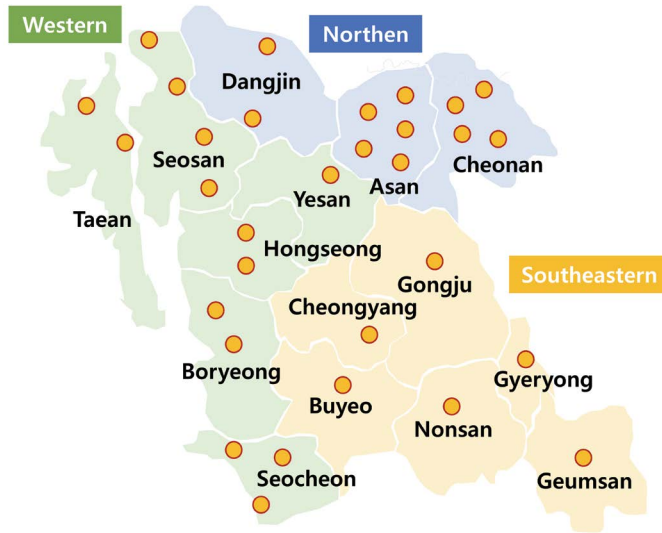 Western
Northen
Dangjin
Seosan
Yesan
Asan
Cheonan
Taean
Hongseong
Gongju
Southeastern
Cheongyang
Boryeong
Buyeo
Nonsan
Gyeryong
Seocheon
Geumsan